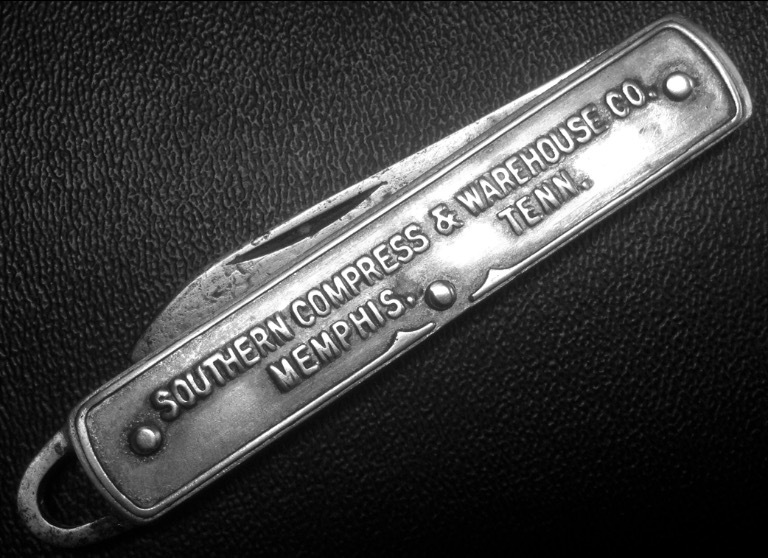 SOUTHERN COMPRESS & WAREHOUSE CO.
MEMPHIS. TENN.